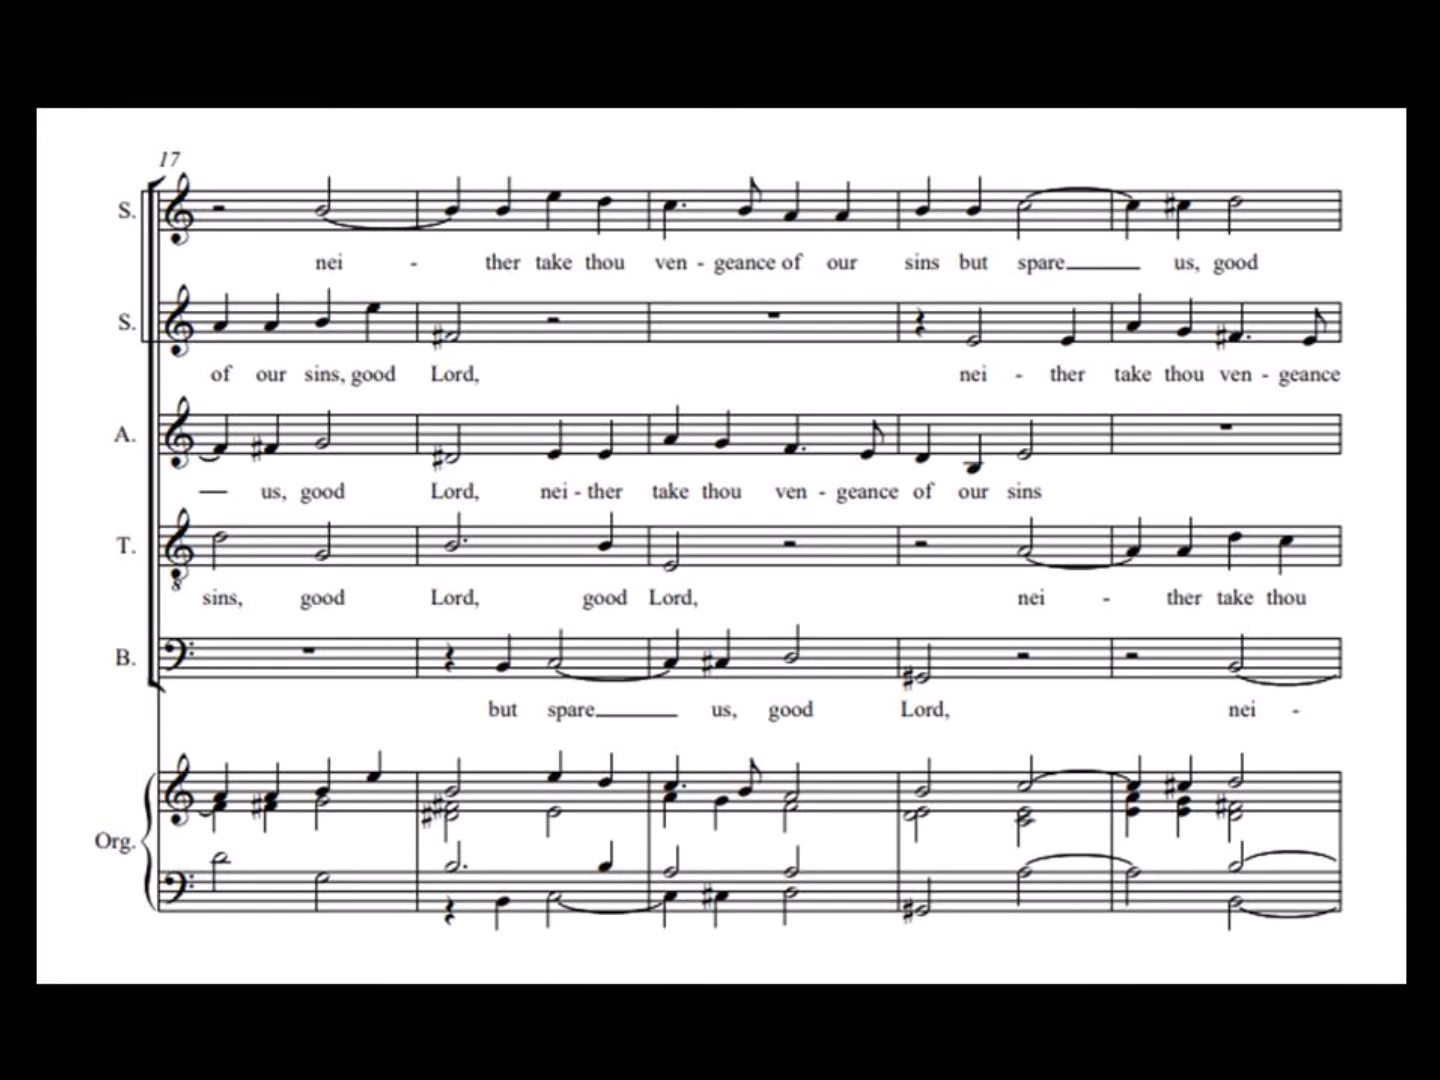 17
S.
nei - ther take thou ven - geance of our sins but spare us, good
S.
of our sins, good Lord, nei - ther take thou ven - geance
A.
us, good Lord, nei - ther take thou ven - geance of our sins
T.
8
sins, good Lord, good Lord, nei - ther take thou
B.
but spare us, good Lord, nei -
Org.